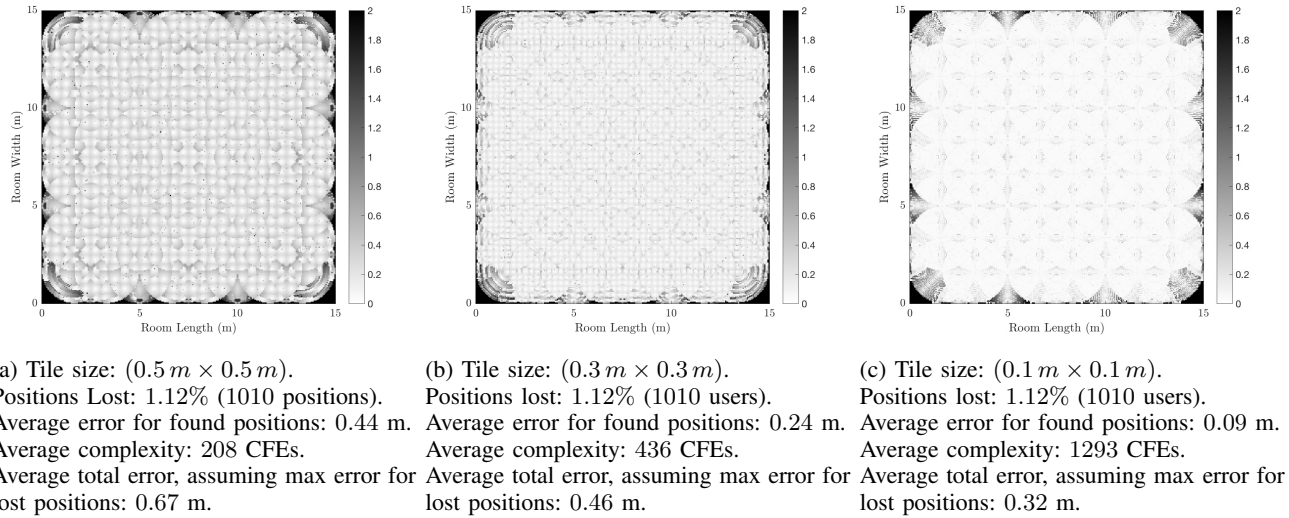 15
10
5
0
0
5
10
15
Room Width (m)
Room Length (m)
2
1.8
1.6
1.4
1.2
1
0.8
0.6
0.4
0.2
0
15
10
5
0
0
5
10
15
Room Width (m)
Room Length (m)
2
1.8
1.6
1.4
1.2
1
0.8
0.6
0.4
0.2
0
15
10
5
0
0
5
10
15
Room Width (m)
Room Length (m)
2
1.8
1.6
1.4
1.2
1
0.8
0.6
0.4
0.2
0
a) Tile size: (0.5 m × 0.5 m).
Positions Lost: 1.12% (1010 positions).
Average error for found positions: 0.44 m.
Average complexity: 208 CFEs.
Average total error, assuming max error for
lost positions: 0.67 m.
(b) Tile size: (0.3 m × 0.3 m).
Positions lost: 1.12% (1010 users).
Average error for found positions: 0.24 m.
Average complexity: 436 CFEs.
Average total error, assuming max error for
lost positions: 0.46 m.
(c) Tile size: (0.1 m × 0.1 m).
Positions lost: 1.12% (1010 users).
Average error for found positions: 0.09 m.
Average complexity: 1293 CFEs.
Average total error, assuming max error for
lost positions: 0.32 m.